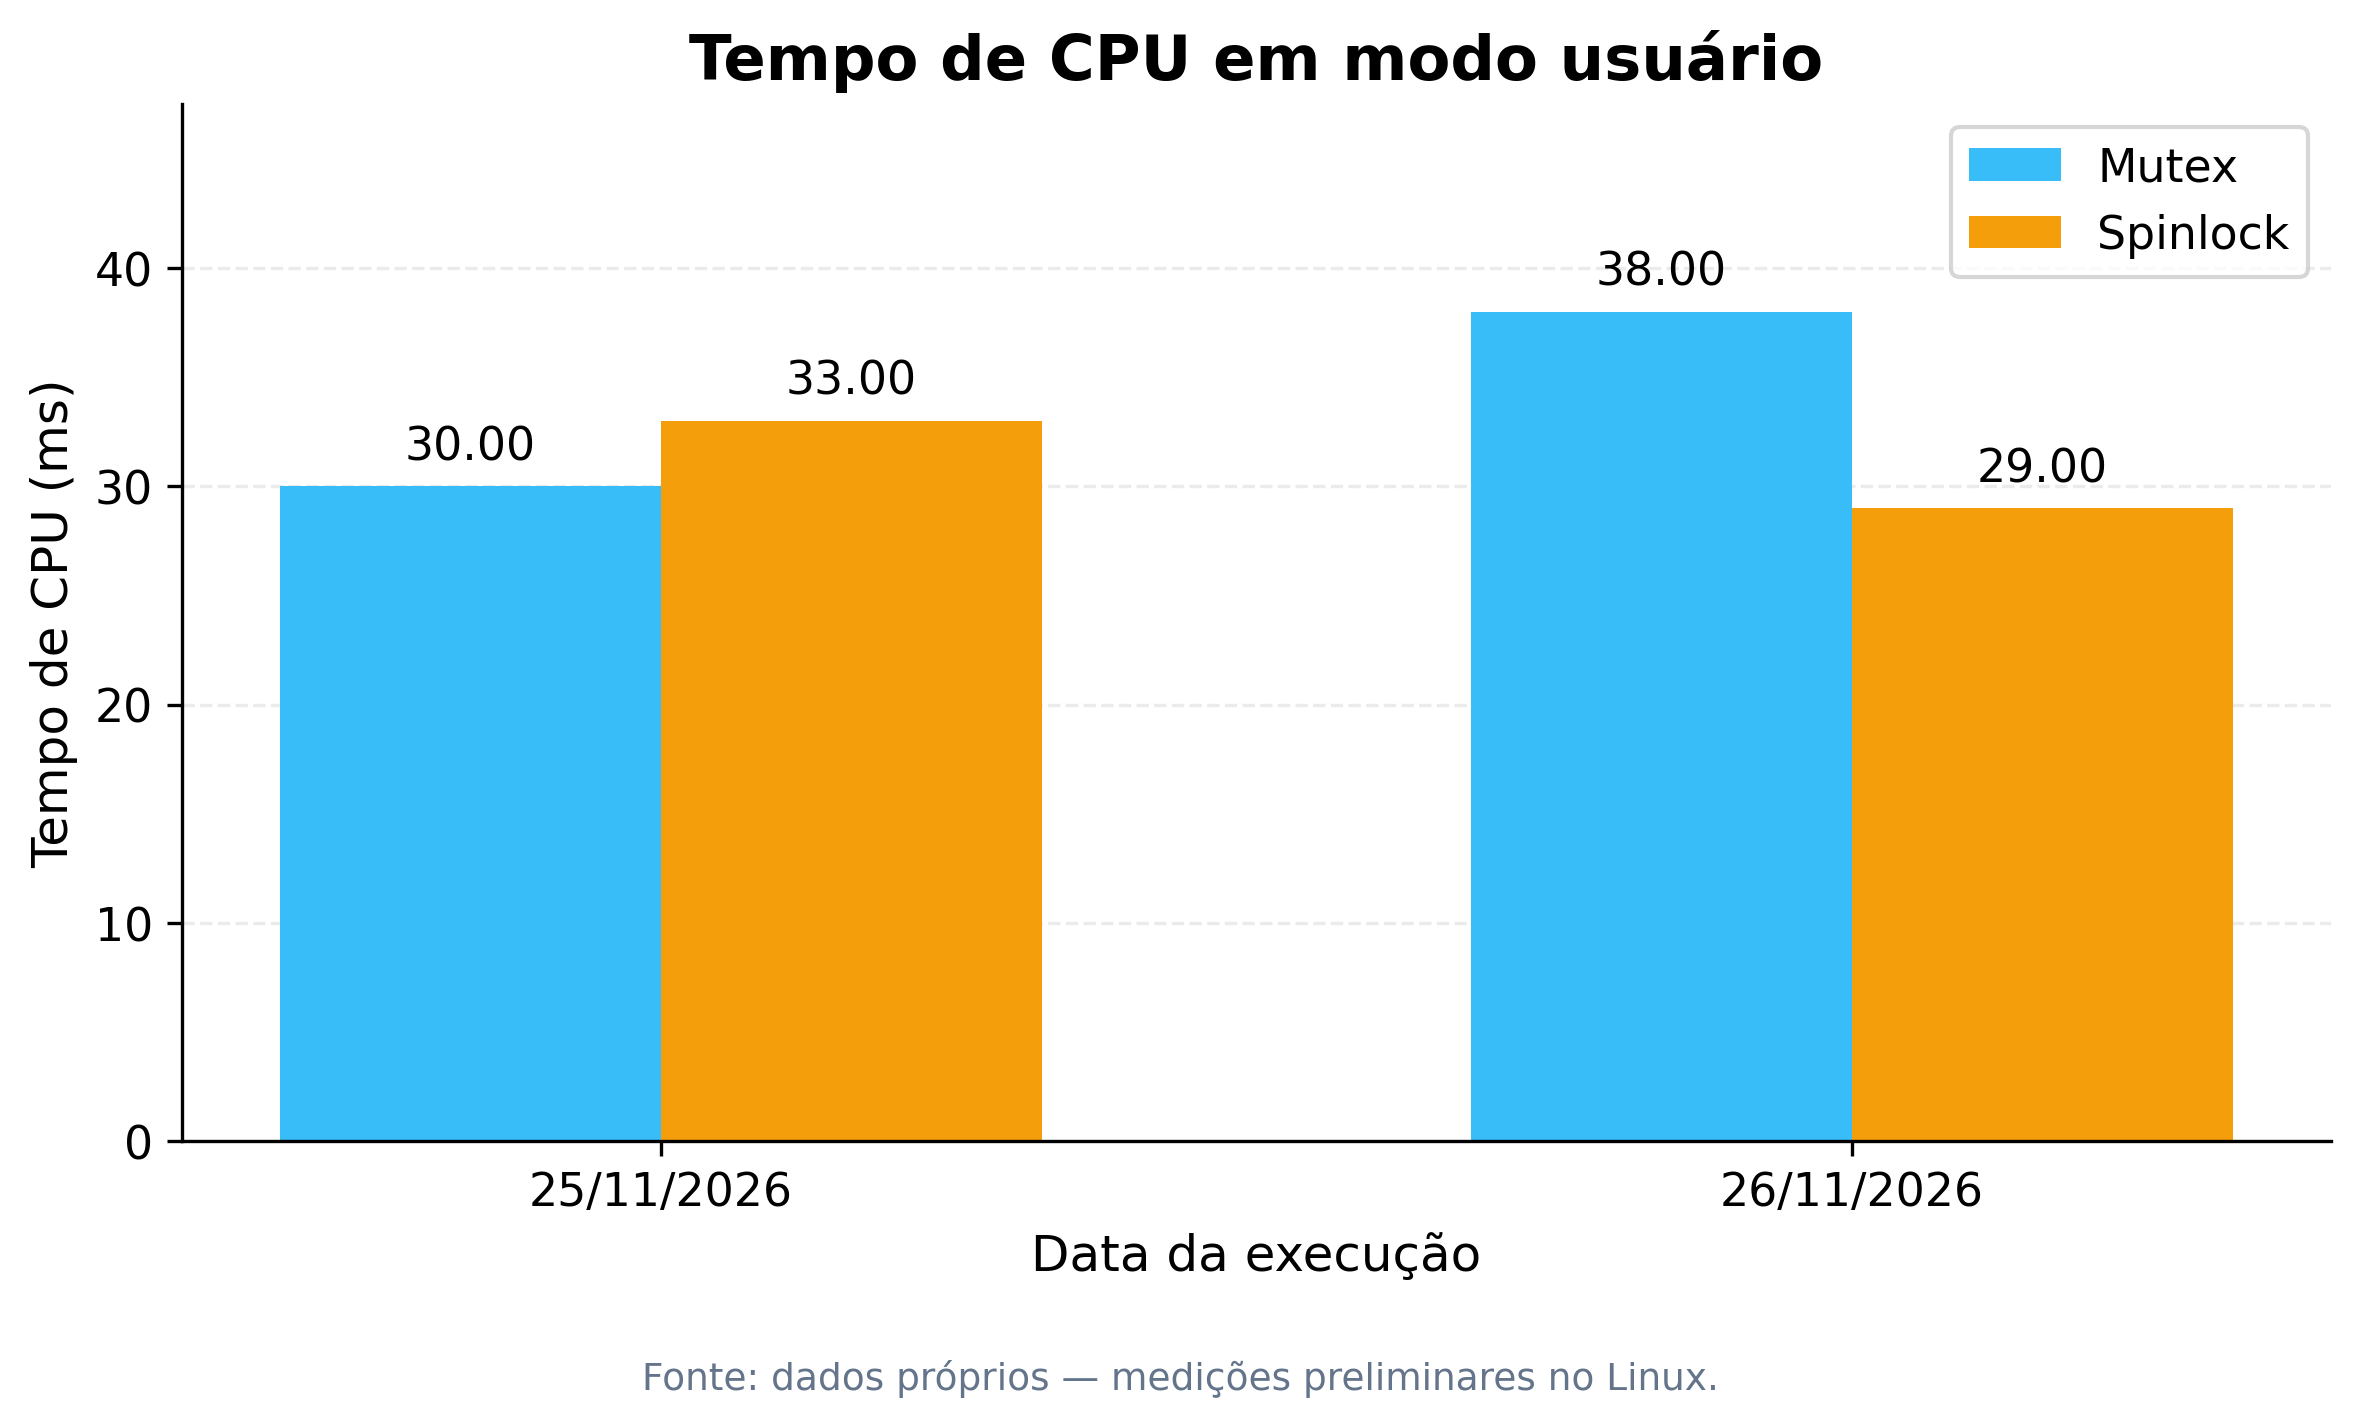 Tempo de CPU em modo usuário
Mutex
Spinlock
Tempo de CPU (ms)
40
30
20
10
0
30.00
33.00
38.00
29.00
25/11/2026
26/11/2026
Data da execução
Fonte: dados próprios — medições preliminares no Linux.